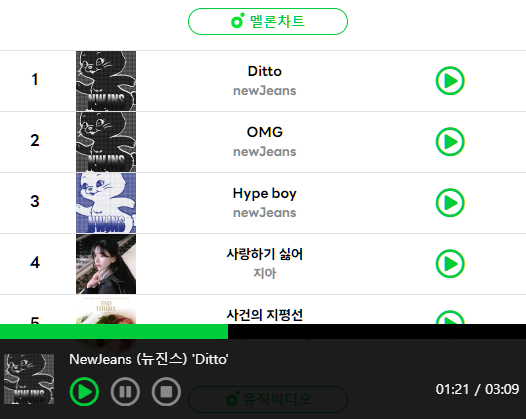 멜론차트
1
Ditto
newJeans
2
OMG
newJeans
3
Hype boy
newJeans
4
사랑하기 싫어
지아
5
사건의 지평선
END THEORY
NewJeans (뉴진스) 'Ditto'
01:21 / 03:09
뮤직비디오